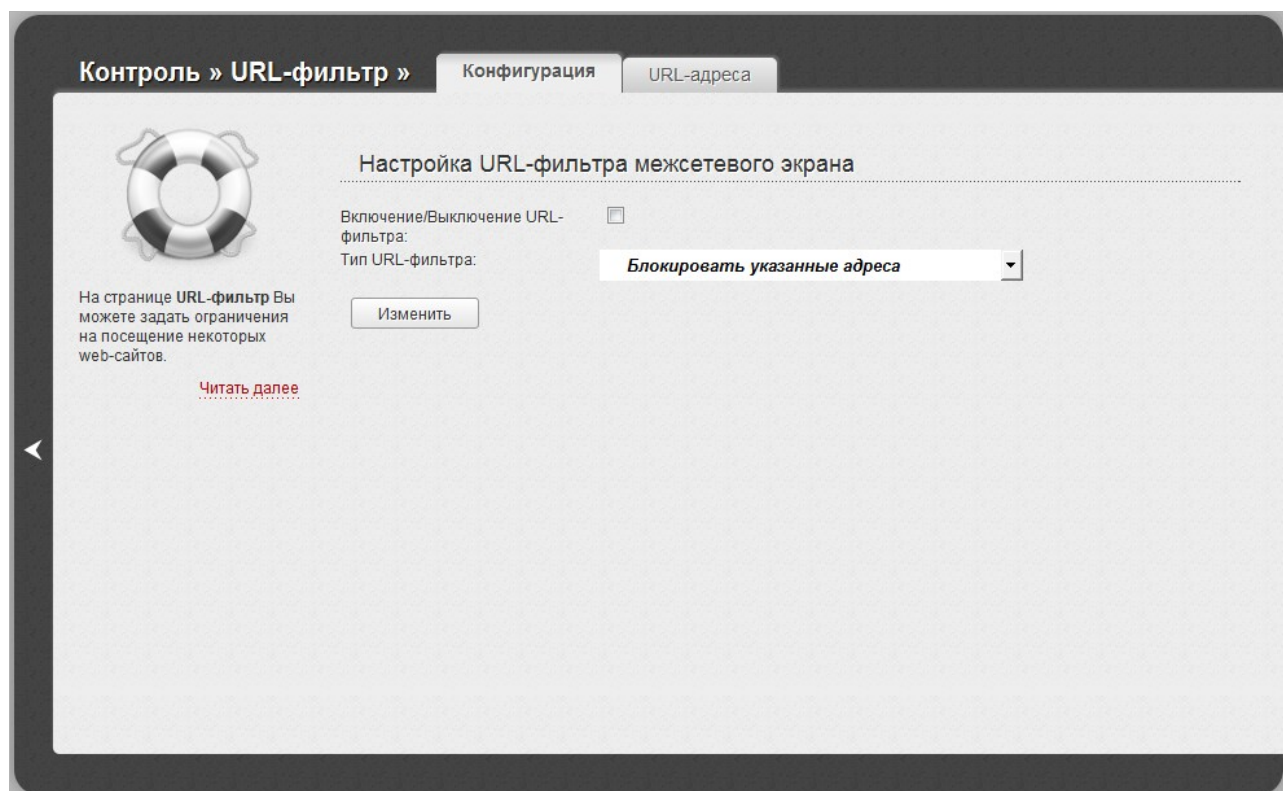 Контроль » URL-фильтр »
Конфигурация
URL-адреса
Настройка URL-фильтра межсетевого экрана
Включение/Выключение URL-
фильтра:
Тип URL-фильтра:
Блокировать указанные адреса
Изменить
На странице URL-фильтр Вы
можете задать ограничения
на посещение некоторых
web-сайтов.
Читать далее